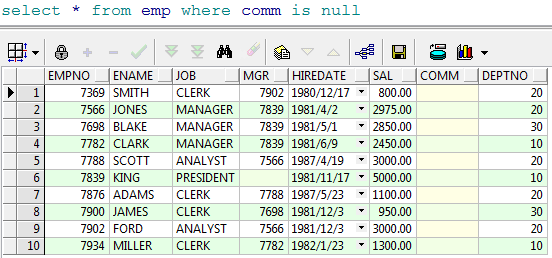 select * from emp where comm is null
EMPNO ENAME JOB MGR HIREDATE SAL COMM DEPTNO
1 7369 SMITH CLERK 7902 1980/12/17 800.00 20
2 7566 JONES MANAGER 7839 1981/4/2 2975.00 20
3 7698 BLAKE MANAGER 7839 1981/5/1 2850.00 30
4 7782 CLARK MANAGER 7839 1981/6/9 2450.00 10
5 7788 SCOTT ANALYST 7566 1987/4/19 3000.00 20
6 7839 KING PRESIDENT 1981/11/17 5000.00 10
7 7876 ADAMS CLERK 7788 1987/5/23 1100.00 20
8 7900 JAMES CLERK 7698 1981/12/3 950.00 30
9 7902 FORD ANALYST 7566 1981/12/3 3000.00 20
10 7934 MILLER CLERK 7782 1982/1/23 1300.00 10